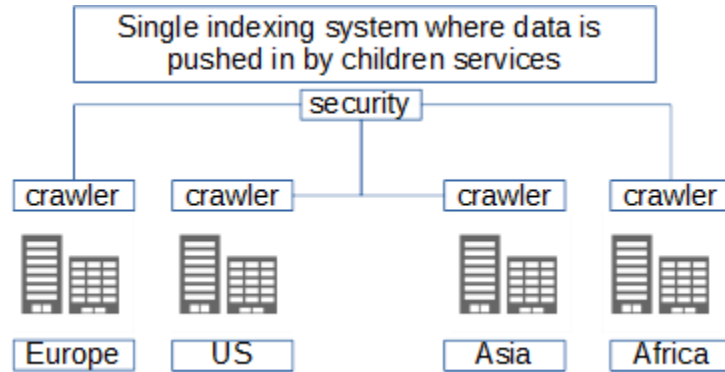 Single indexing system where data is
pushed in by children services
security
crawler
crawler
crawler
crawler
Europe
US
Asia
Africa